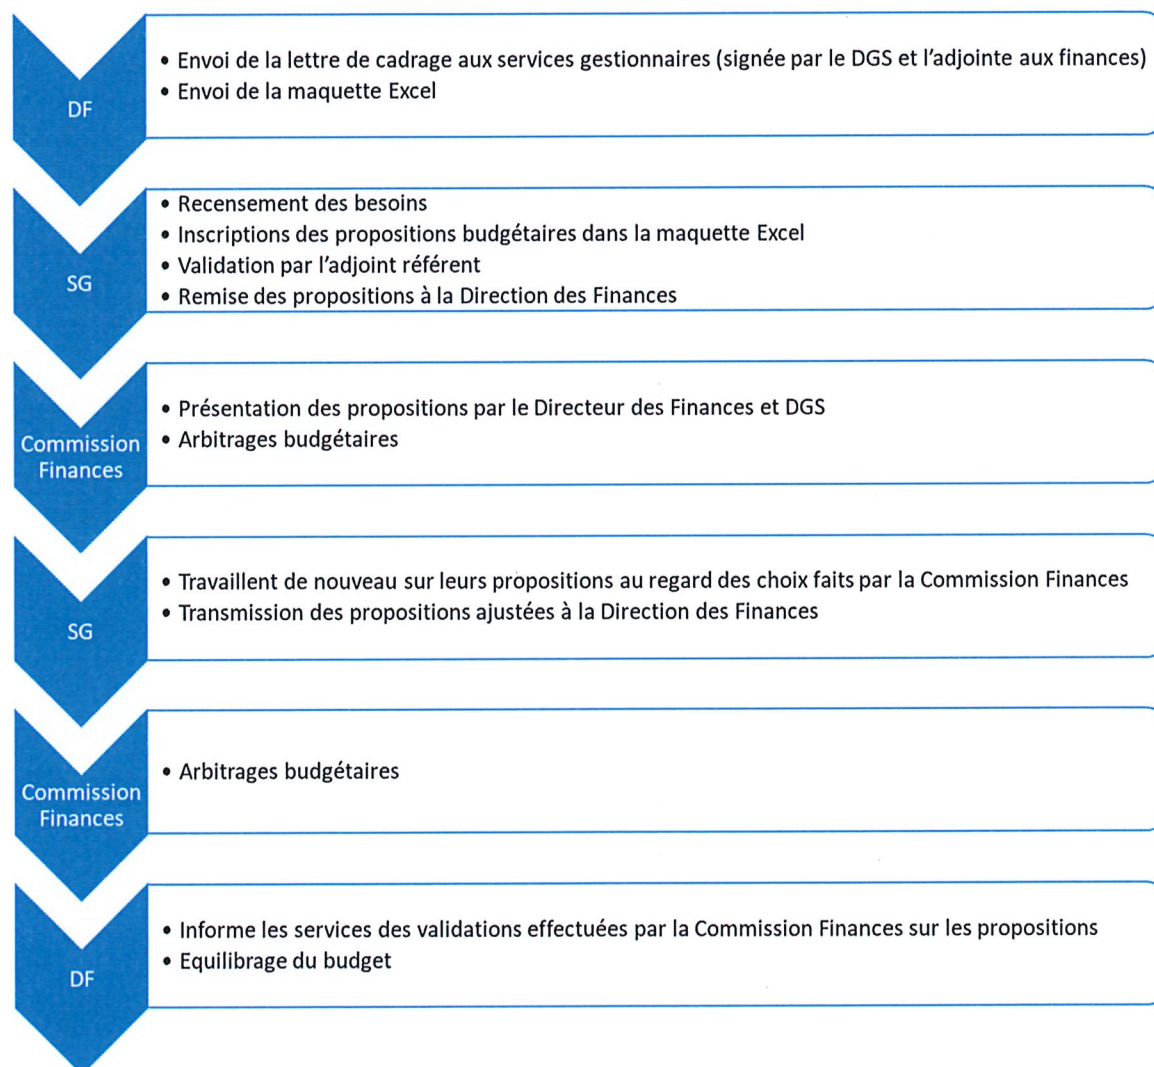 DF
• Envoi de la lettre de cadrage aux services gestionnaires (signée par le DGS et l'adjointe aux finances)
• Envoi de la maquette Excel
SG
• Recensement des besoins
• Inscriptions des propositions budgétaires dans la maquette Excel
• Validation par l'adjoint référent
• Remise des propositions à la Direction des Finances
Commission
Finances
• Présentation des propositions par le Directeur des Finances et DGS
• Arbitrages budgétaires
SG
• Travaillent de nouveau sur leurs propositions au regard des choix faits par la Commission Finances
• Transmission des propositions ajustées à la Direction des Finances
Commission
Finances
• Arbitrages budgétaires
DF
• Informe les services des validations effectuées par la Commission Finances sur les propositions
• Equilibrage du budget